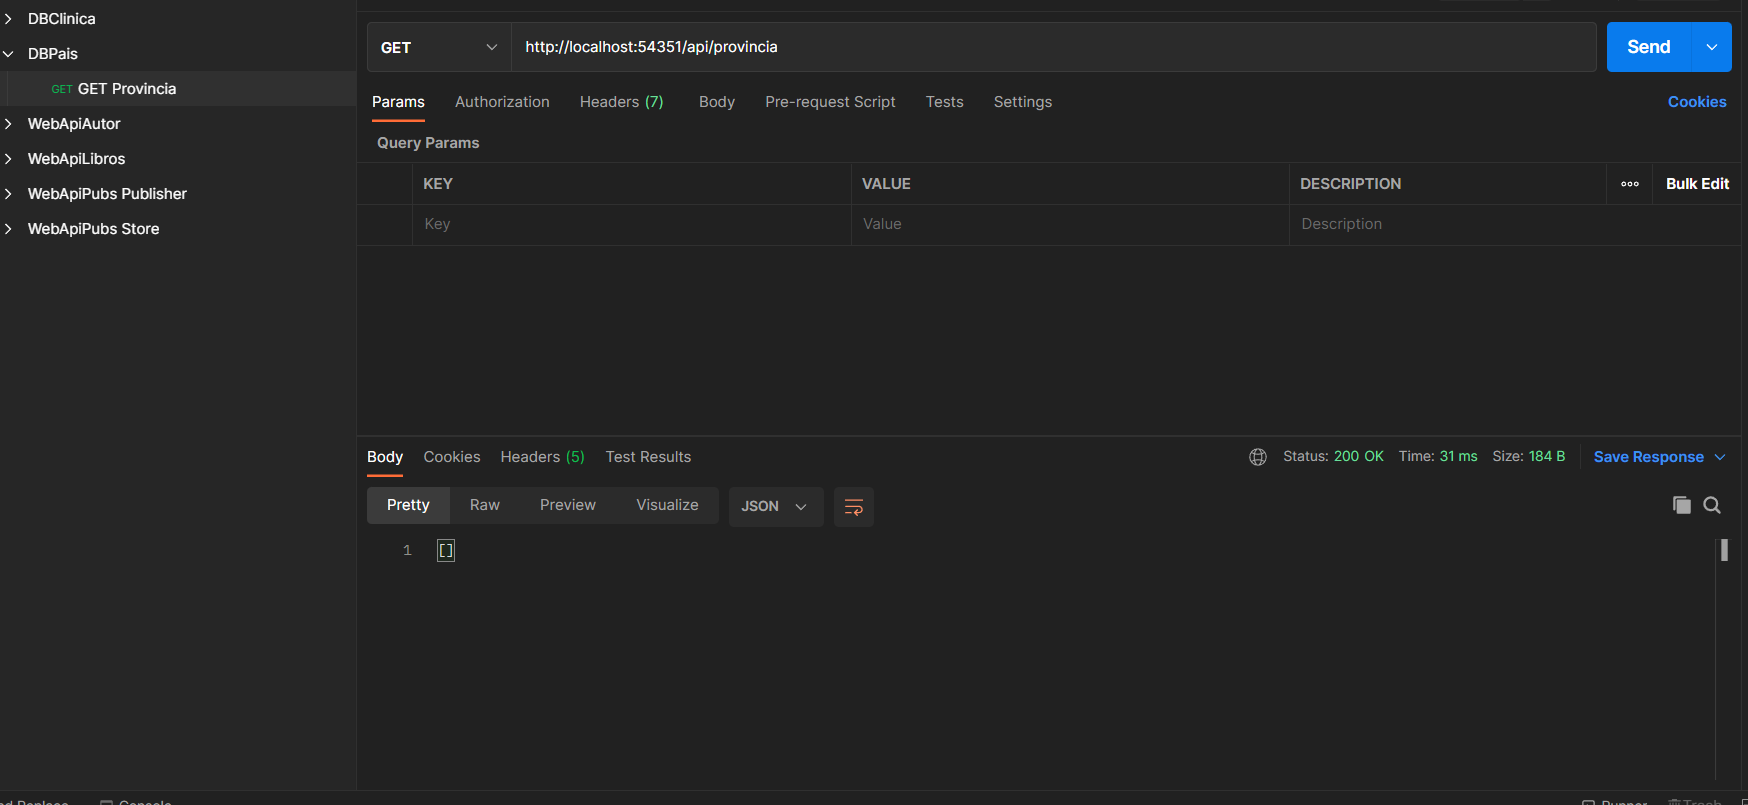 DBClinica
DBPais
GET GET Provincia
WebApiAutor
WebApiLibros
WebApiPubs Publisher
WebApiPubs Store
GET http://localhost:54351/api/provincia Send
Params Authorization Headers (7) Body Pre-request Script Tests Settings Cookies
Query Params
KEY VALUE DESCRIPTION ooo Bulk Edit
Key Value Description
Body Cookies Headers (5) Test Results Status: 200 OK Time: 31 ms Size: 184 B Save Response
Pretty Raw Preview Visualize JSON
1 []
Console Runner Trash